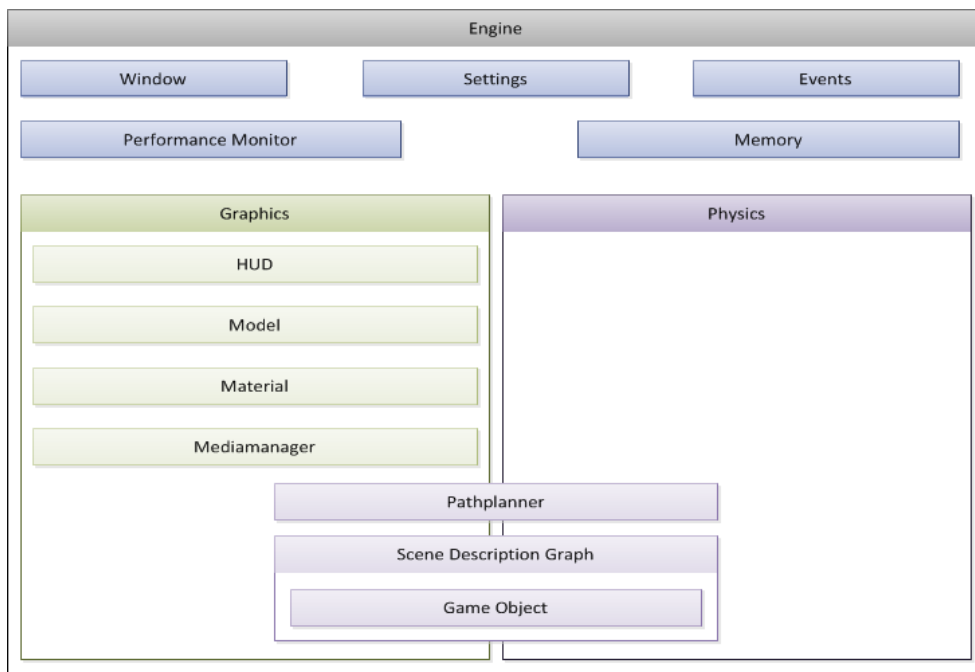 Engine
Window
Settings
Events
Performance Monitor
Memory
Graphics
Physics
HUD
Model
Material
Mediamanager
Pathplanner
Scene Description Graph
Game Object